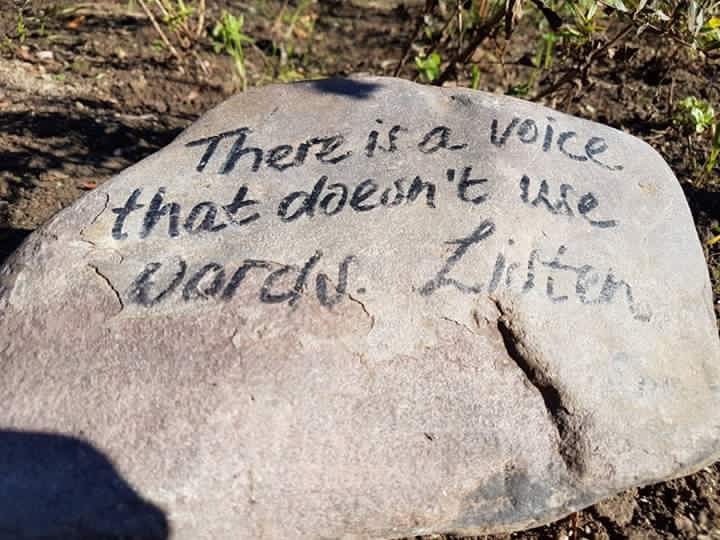 There is a voice
that doesn't use
words. Listen